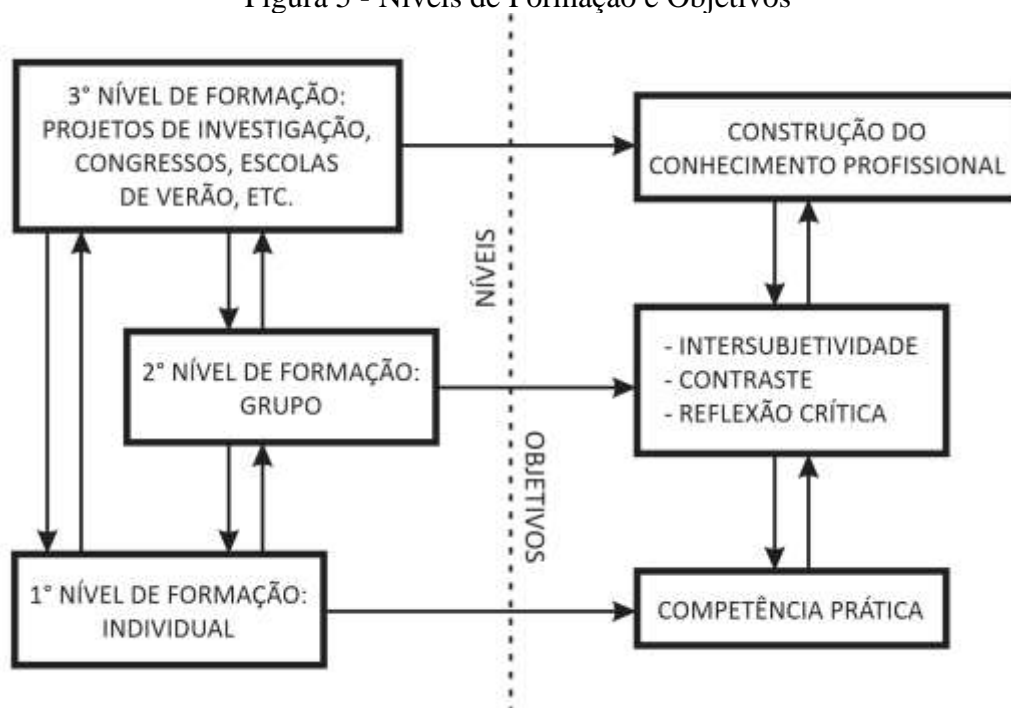 Figura 5 - Níveis de Formação e Objetivos
3° NÍVEL DE FORMAÇÃO:
PROJETOS DE INVESTIGAÇÃO,
CONGRESSOS, ESCOLAS
DE VERÃO, ETC.
CONSTRUÇÃO DO
CONHECIMENTO PROFISSIONAL
NÍVEIS
2° NÍVEL DE FORMAÇÃO:
GRUPO
- INTERSUBJETIVIDADE
- CONTRASTE
- REFLEXÃO CRÍTICA
OBJETIVOS
1° NÍVEL DE FORMAÇÃO:
INDIVIDUAL
COMPETÊNCIA PRÁTICA